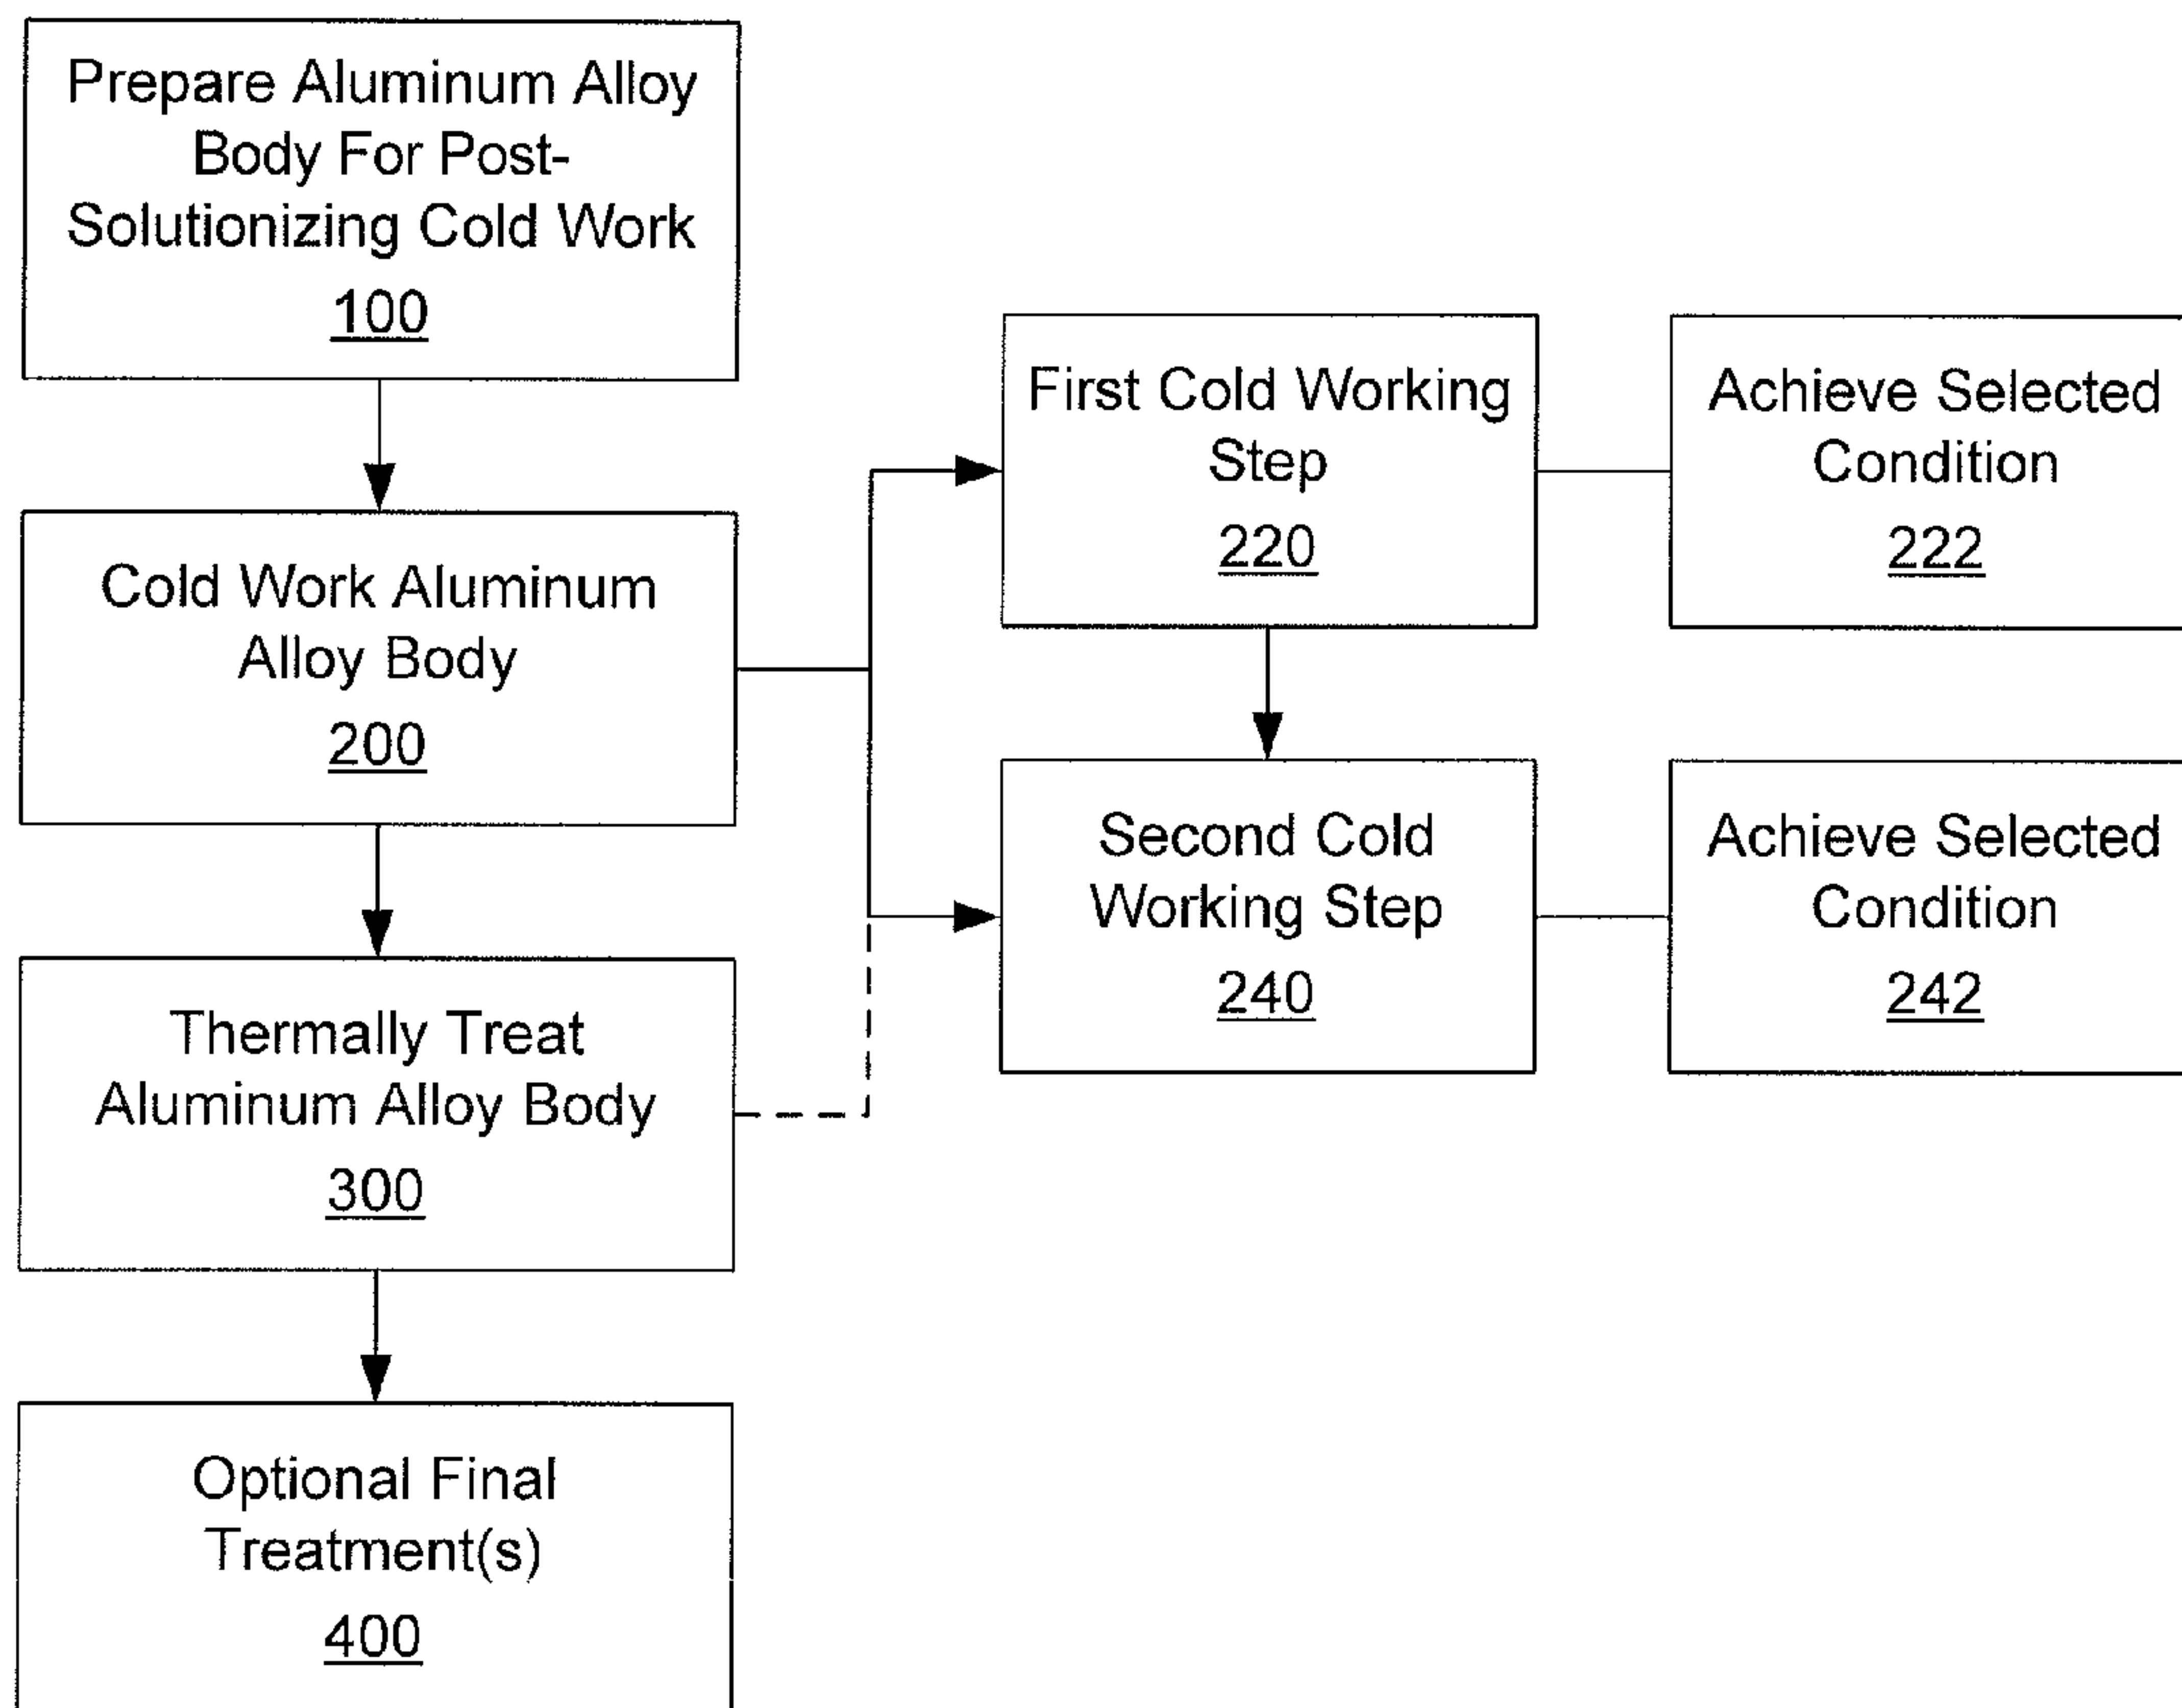 Prepare Aluminum Alloy
Body For Post-
Solutionizing Cold Work
100
Cold Work Aluminum
Alloy Body
200
Thermally Treat
Aluminum Alloy Body
300
Optional Final
Treatment(s)
400
First Cold Working
Step
220
Second Cold
Working Step
240
Achieve Selected
Condition
222
Achieve Selected
Condition
242